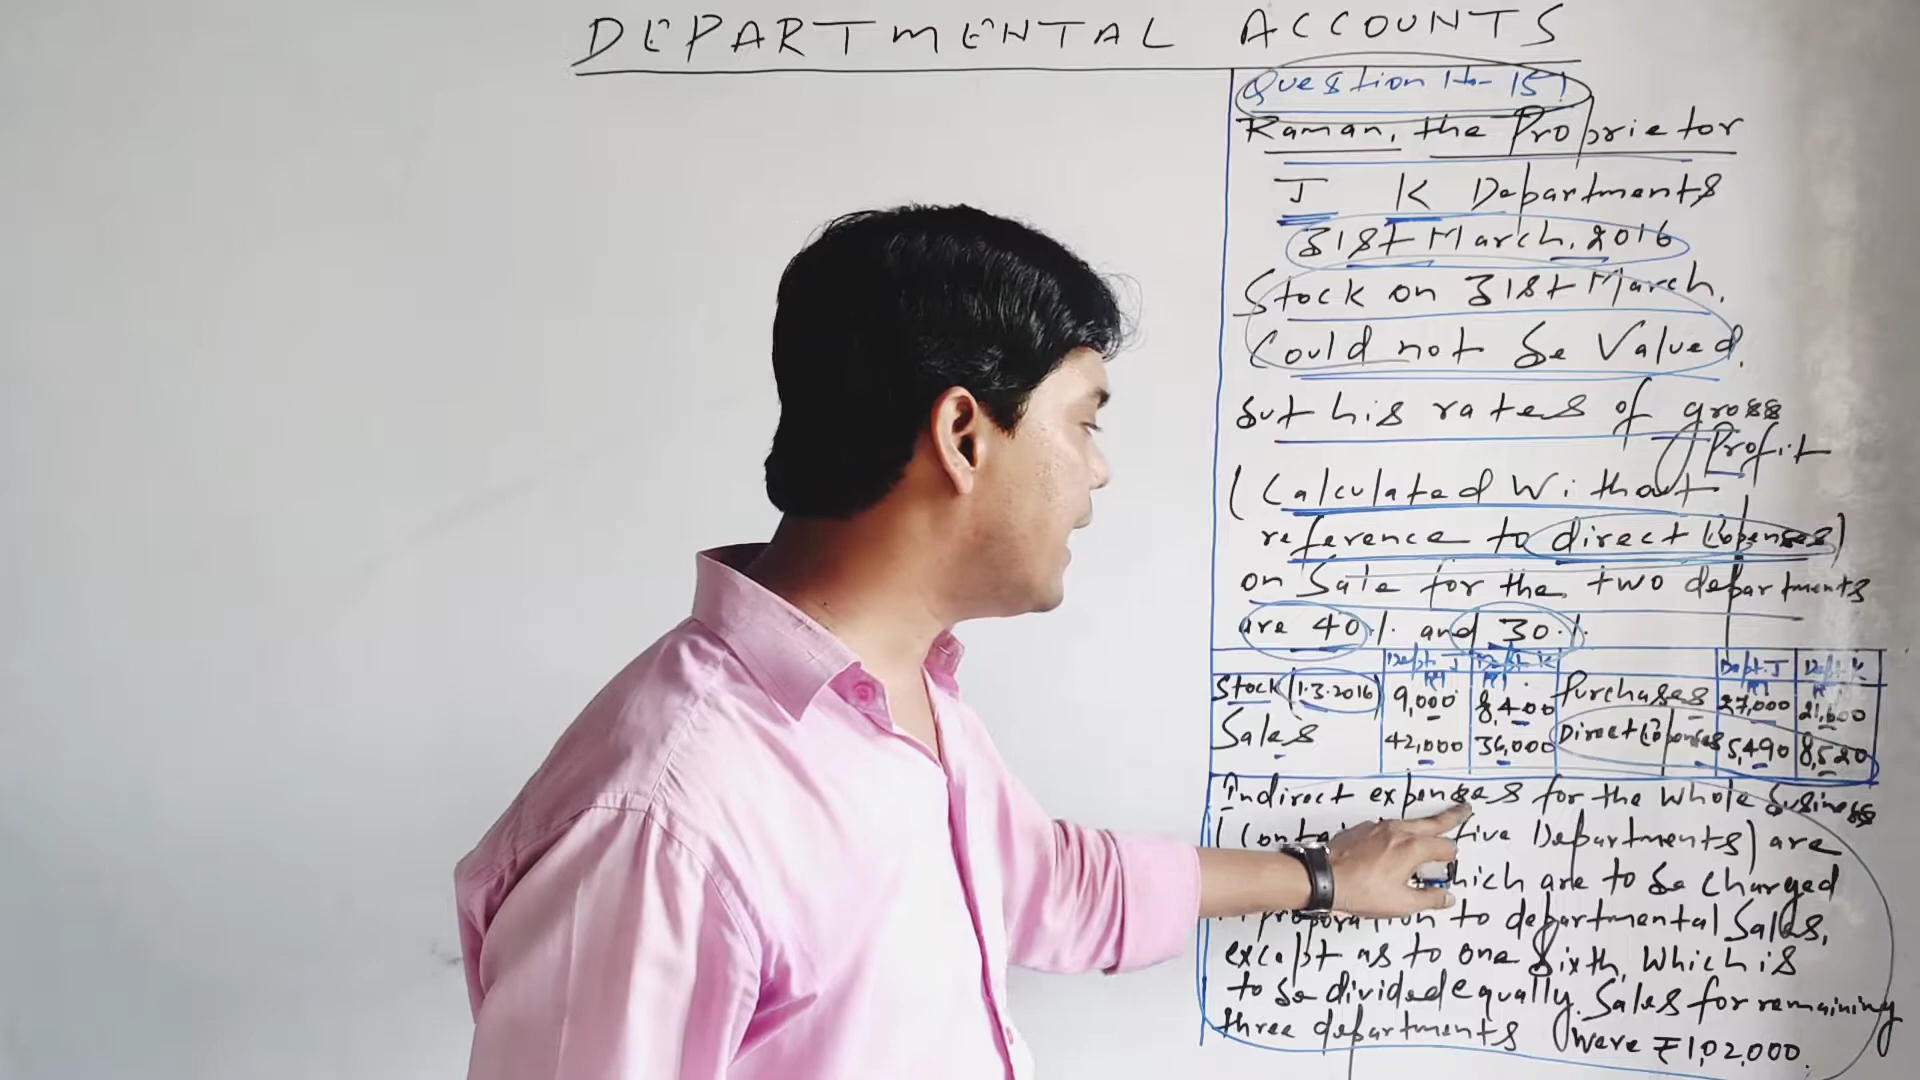 DEPARTMENTAL ACCOUNTS
Question 1t-15!
Raman, the Proprietor
J K Departments
31st March, 2016
Stock on 31st March,
Could not be Valued,
but his rates of gross
Profit
(Calculated Without
reference to direct Expenses)
on Sale for the two departments
are 40% and 30%.
Dept. J Dept. K Dept. J Dept. K
Stock (1.3.2016) 9,000 8,400 Purchases 27,000 21,600
Sales 42,000 36,000 Direct Expenses 5,490 8,520
Indirect expenses for the whole business
five Departments) are
which are to be charged
proporation to departmental Sales,
except as to one sixth, which is
to be divided equally. Sales for remaining
three departments were ₹1,02,000.